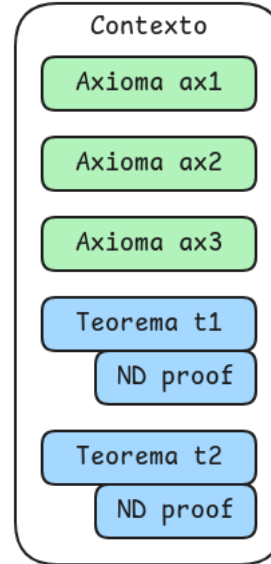 Contexto
Axioma ax1
Axioma ax2
Axioma ax3
Teorema t1
ND proof
Teorema t2
ND proof